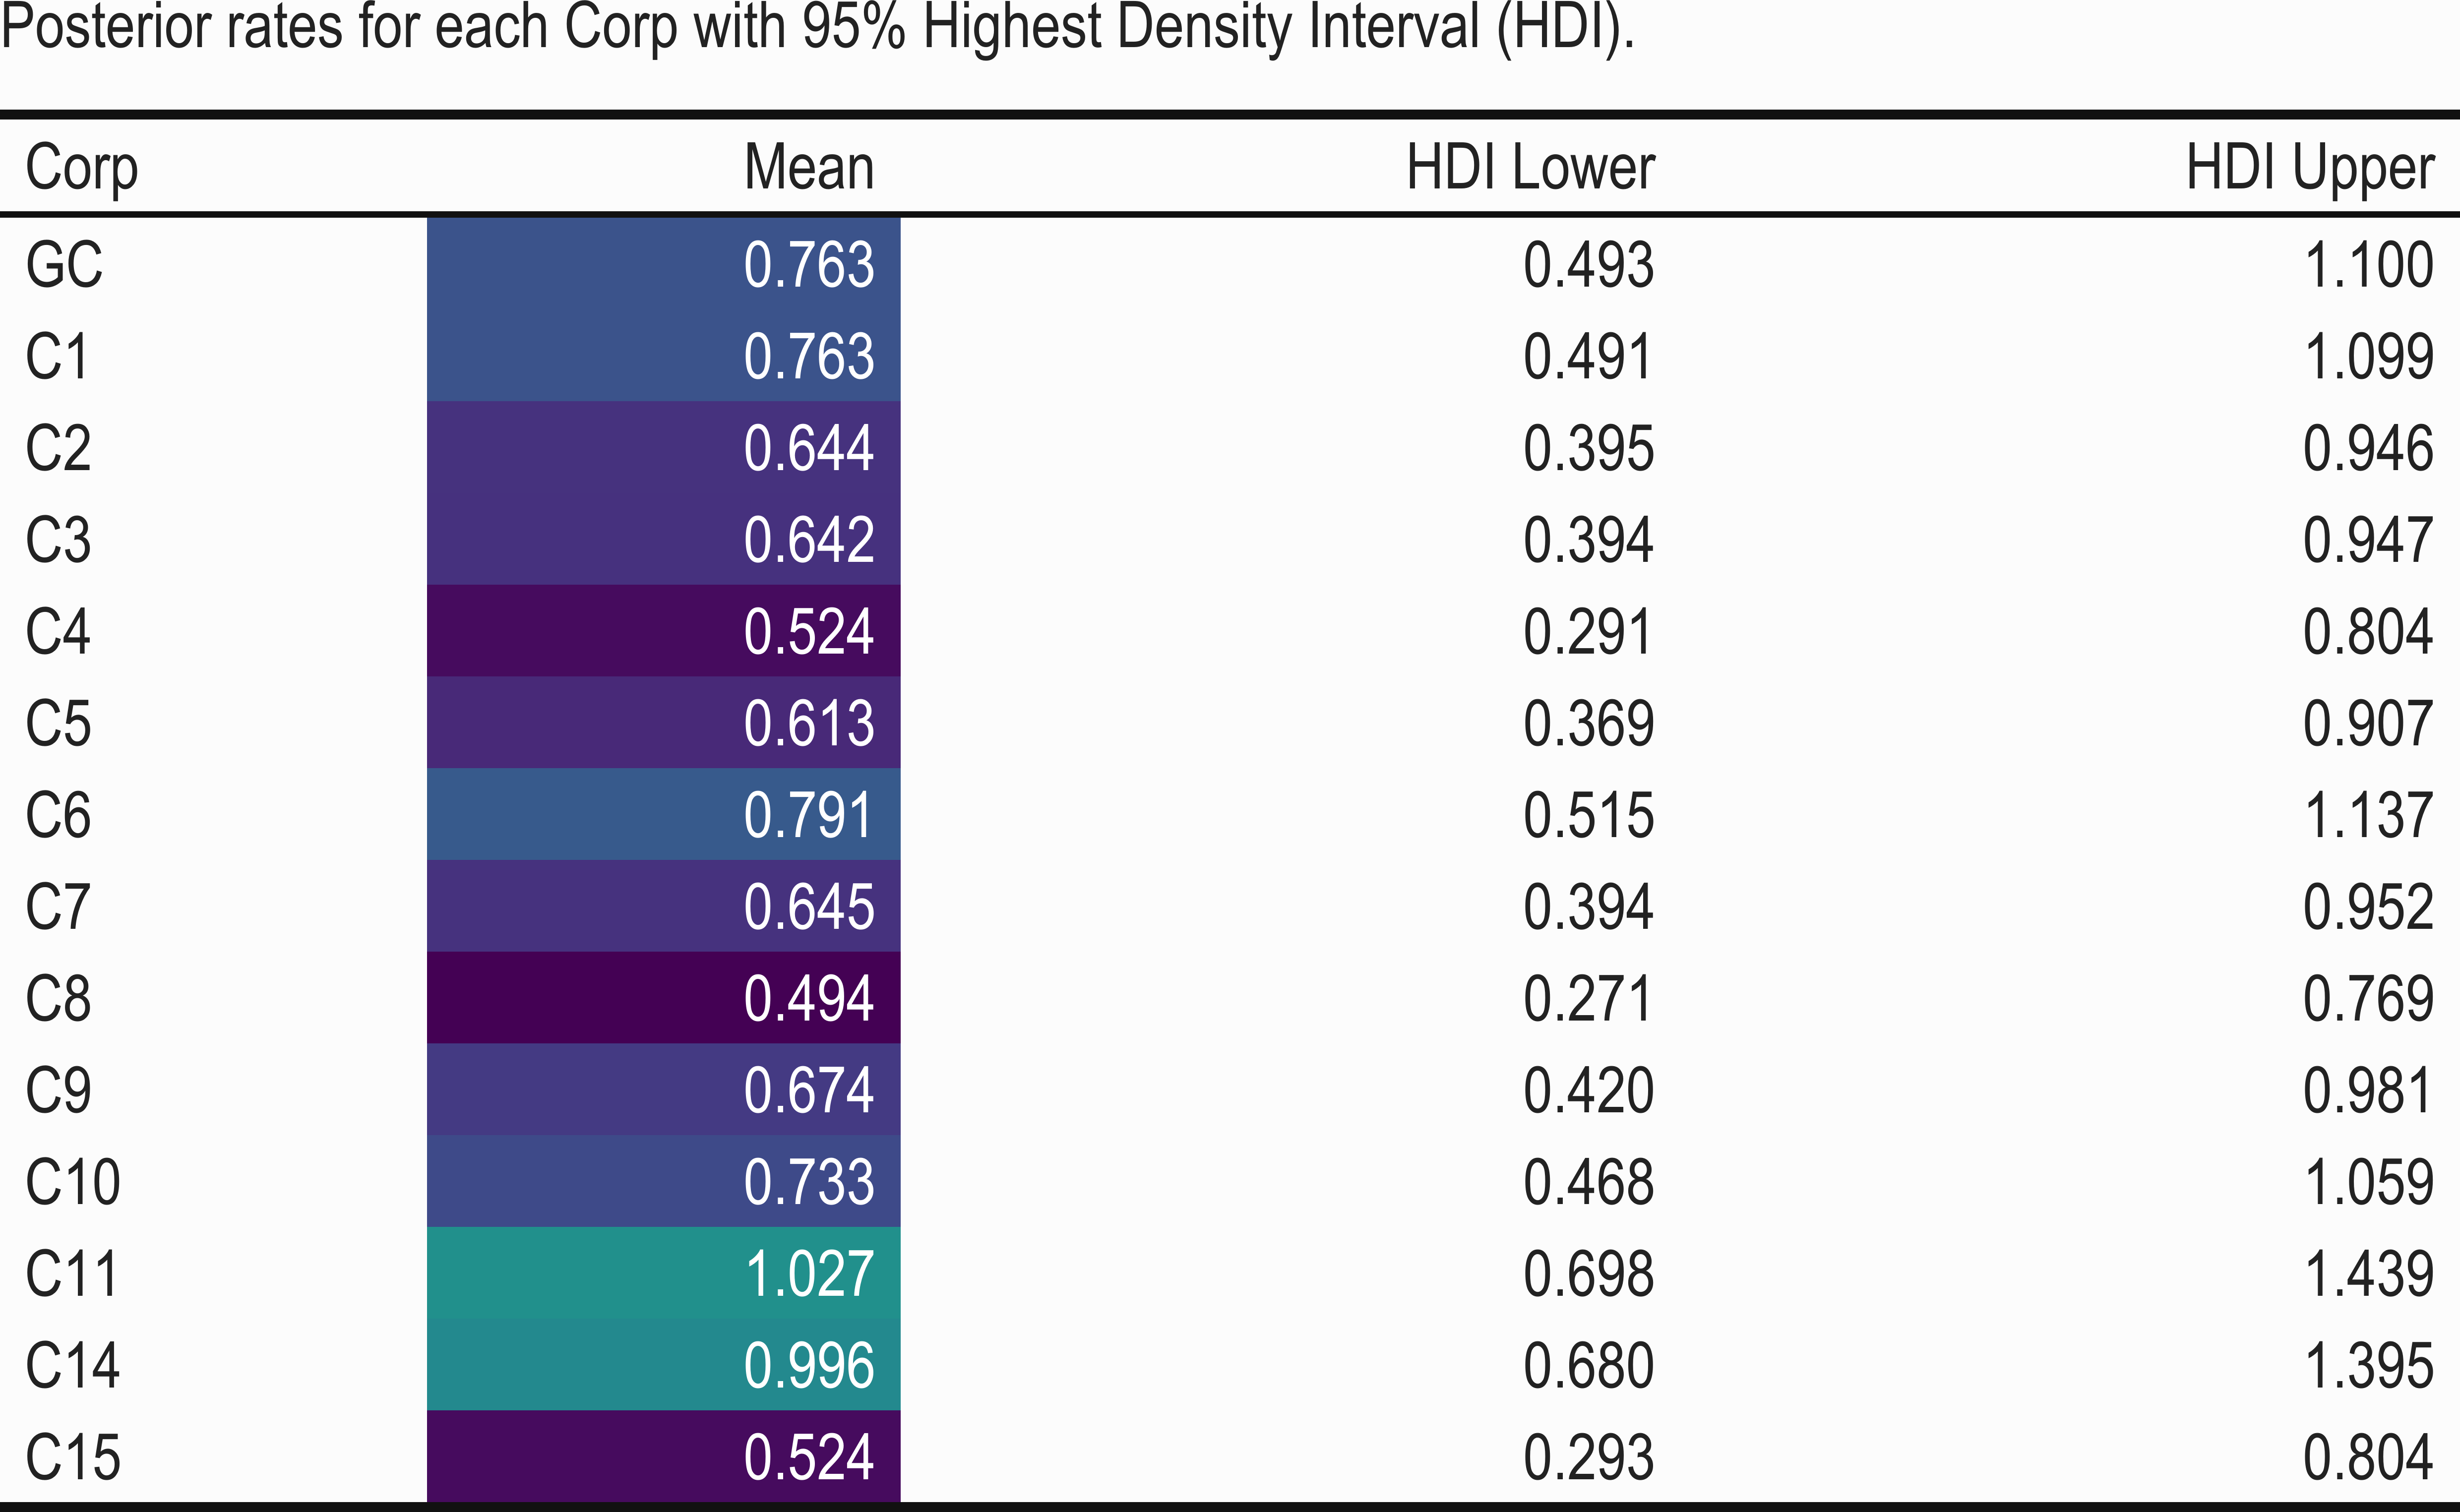 Posterior rates for each Corp with 95% Highest Density Interval (HDI).
Corp Mean HDI Lower HDI Upper
GC 0.763 0.493 1.100
C1 0.763 0.491 1.099
C2 0.644 0.395 0.946
C3 0.642 0.394 0.947
C4 0.524 0.291 0.804
C5 0.613 0.369 0.907
C6 0.791 0.515 1.137
C7 0.645 0.394 0.952
C8 0.494 0.271 0.769
C9 0.674 0.420 0.981
C10 0.733 0.468 1.059
C11 1.027 0.698 1.439
C14 0.996 0.680 1.395
C15 0.524 0.293 0.804